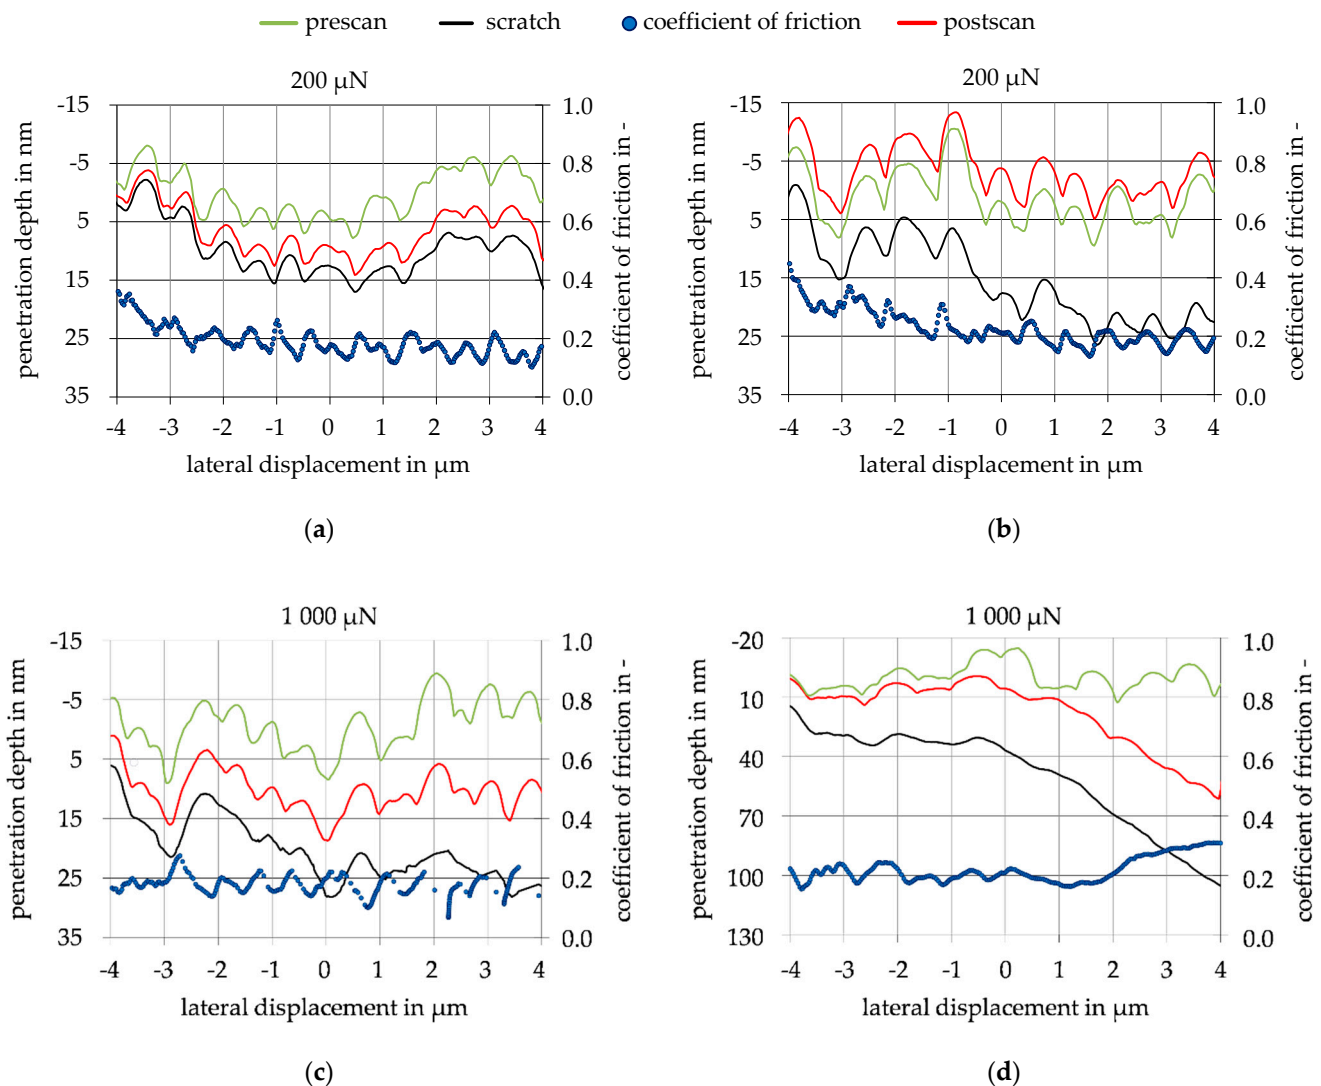 prescan scratch coefficient of friction postscan
200 µN
-15
-5
5
15
25
35
1.0
0.8
0.6
0.4
0.2
0.0
penetration depth in nm
coefficient of friction in -
-4 -3 -2 -1 0 1 2 3 4
lateral displacement in µm
(a)
200 µN
-15
-5
5
15
25
35
1.0
0.8
0.6
0.4
0.2
0.0
penetration depth in nm
coefficient of friction in -
-4 -3 -2 -1 0 1 2 3 4
lateral displacement in µm
(b)
1 000 µN
-15
-5
5
15
25
35
1.0
0.8
0.6
0.4
0.2
0.0
penetration depth in nm
coefficient of friction in -
-4 -3 -2 -1 0 1 2 3 4
lateral displacement in µm
(c)
1 000 µN
-20
10
40
70
100
130
1.0
0.8
0.6
0.4
0.2
0.0
penetration depth in nm
coefficient of friction in -
-4 -3 -2 -1 0 1 2 3 4
lateral displacement in µm
(d)